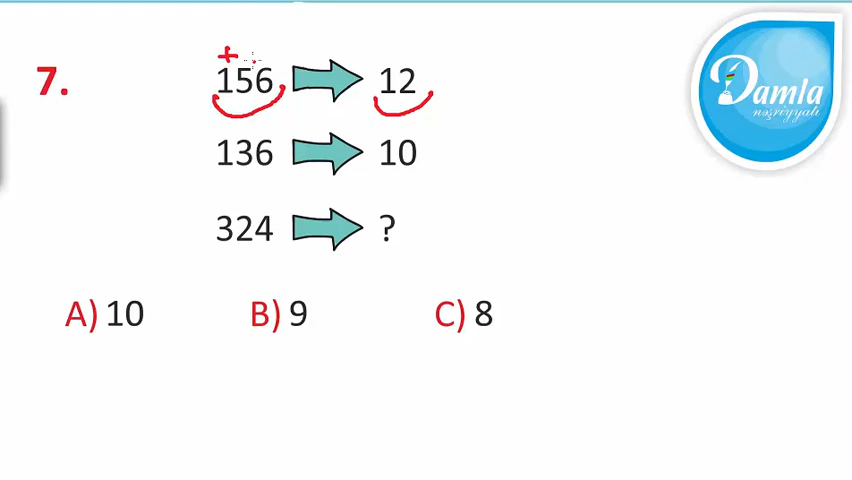 7.
+
156 12
136 10
324 ?
A) 10 B) 9 C) 8
Damla
nəşriyyatı